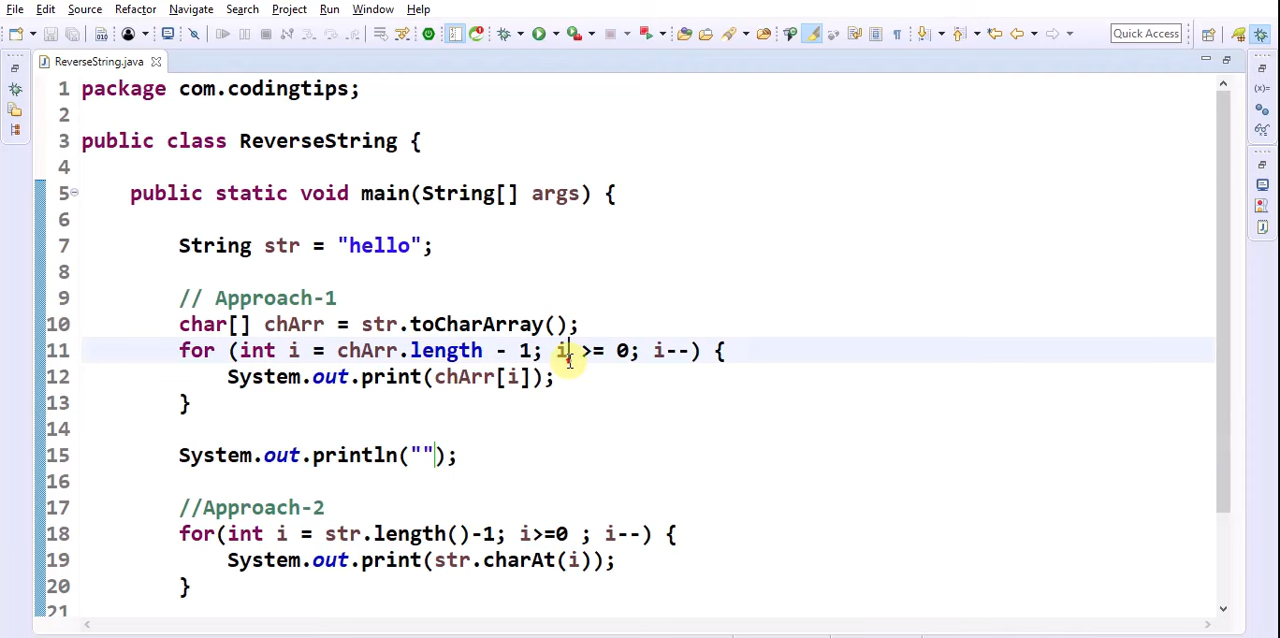 File Edit Source Refactor Navigate Search Project Run Window Help
Quick Access
ReverseString.java
1 package com.codingtips;
2
3 public class ReverseString {
4
5 public static void main(String[] args) {
6
7 String str = "hello";
8
9 // Approach-1
10 char[] chArr = str.toCharArray();
11 for (int i = chArr.length - 1; i >= 0; i--) {
12 System.out.print(chArr[i]);
13 }
14
15 System.out.println("");
16
17 //Approach-2
18 for(int i = str.length()-1; i>=0 ; i--) {
19 System.out.print(str.charAt(i));
20 }
21